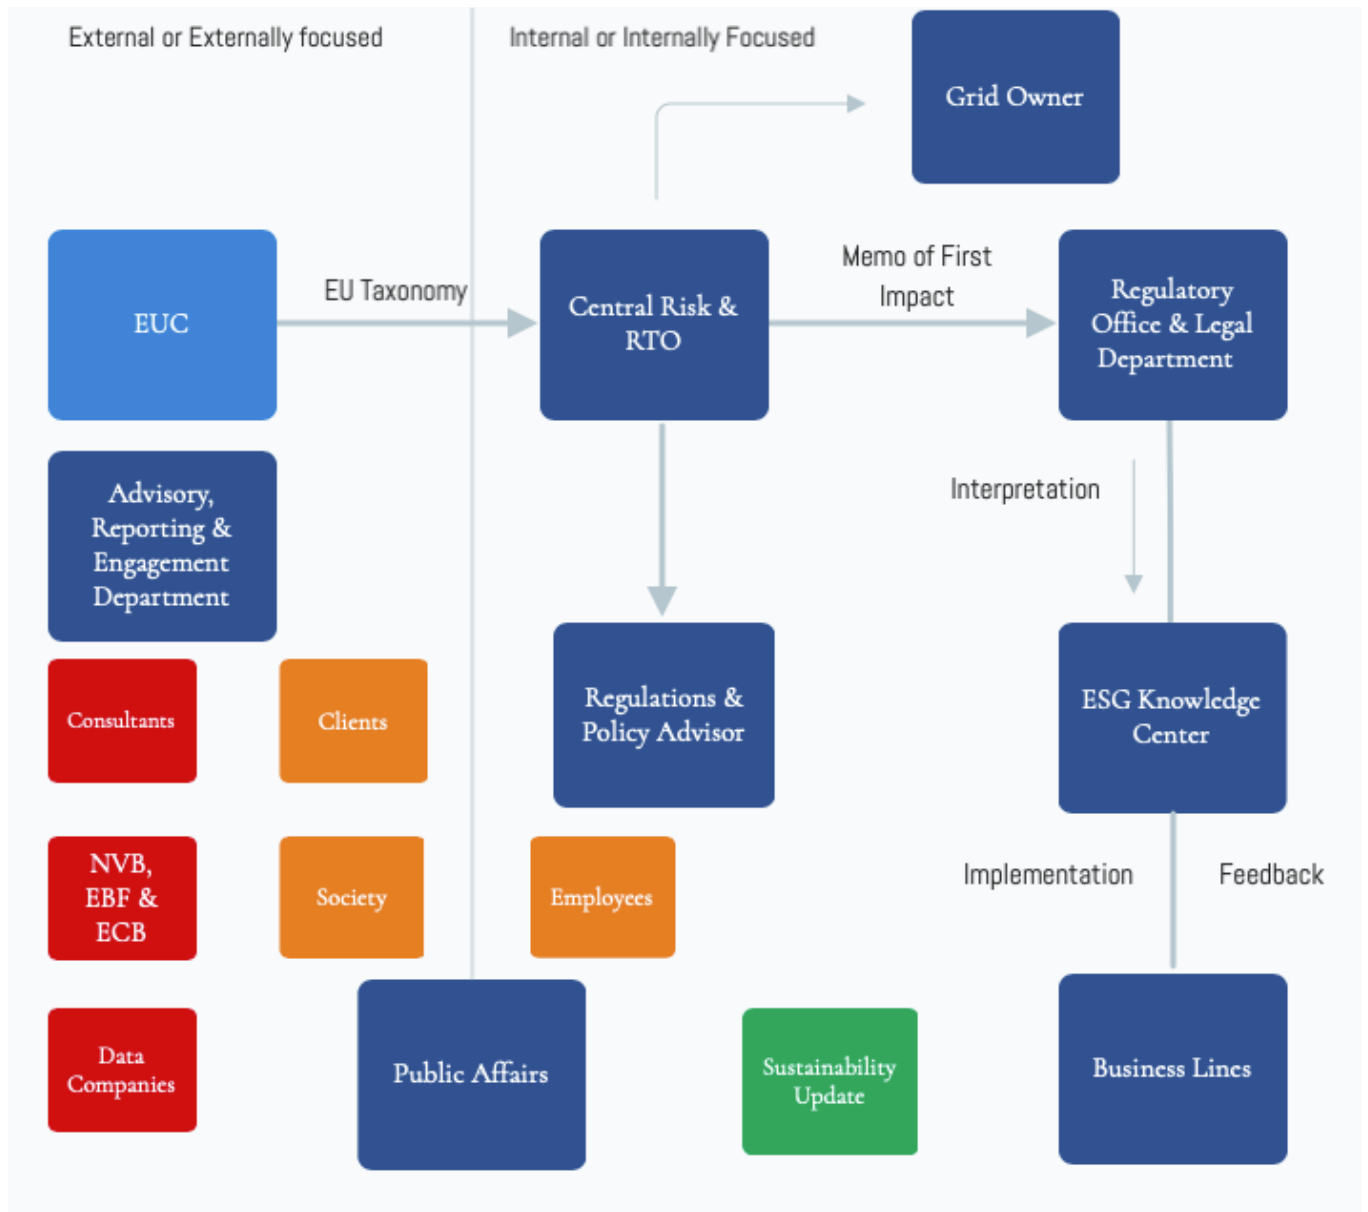 External or Externally focused
Internal or Internally Focused
Grid Owner
EUC
EU Taxonomy
Central Risk &
RTO
Memo of First
Impact
Regulatory
Office & Legal
Department
Advisory,
Reporting &
Engagement
Department
Interpretation
Consultants
Clients
Regulations &
Policy Advisor
ESG Knowledge
Center
NVB,
EBF &
ECB
Society
Employees
Implementation
Feedback
Data
Companies
Public Affairs
Sustainability
Update
Business Lines